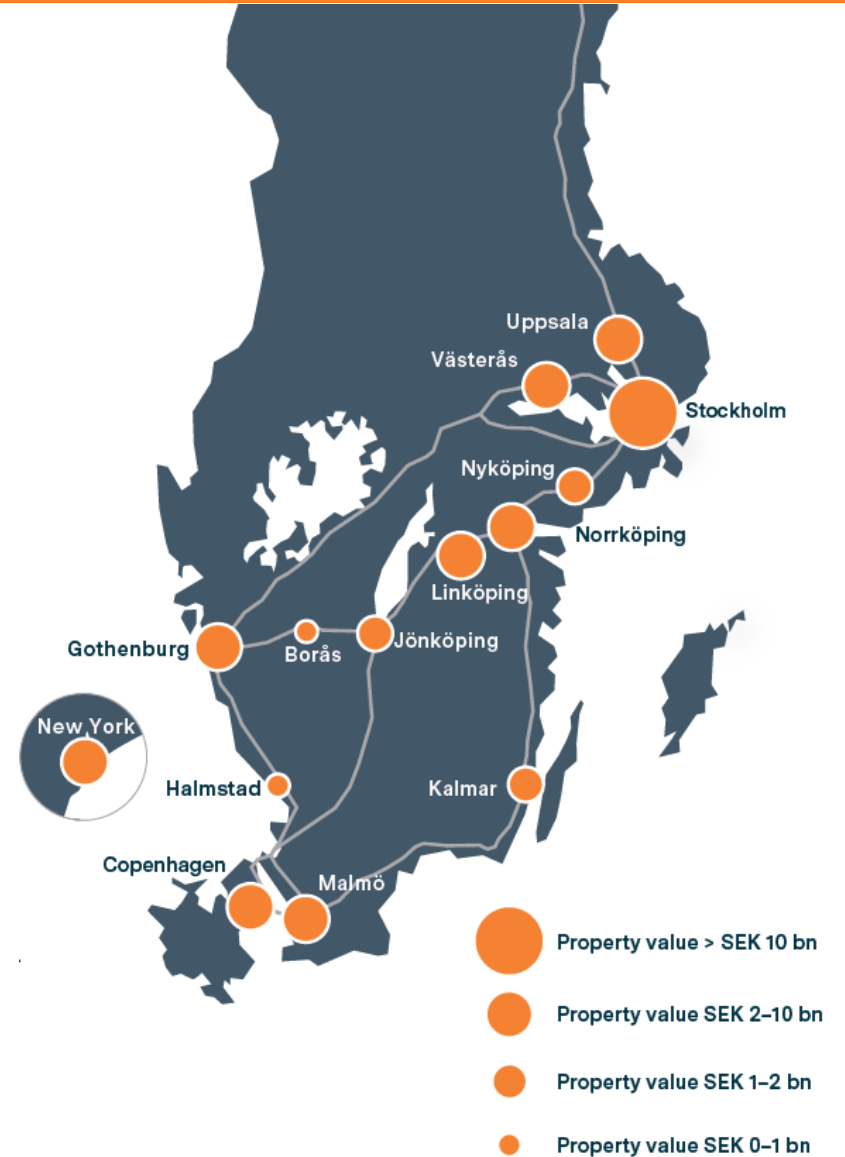 Uppsala
Västerås
Stockholm
Nyköping
Norrköping
Linköping
Gothenburg
Borås
Jönköping
New York
Halmstad
Kalmar
Copenhagen
Malmö
Property value > SEK 10 bn
Property value SEK 2–10 bn
Property value SEK 1–2 bn
Property value SEK 0–1 bn